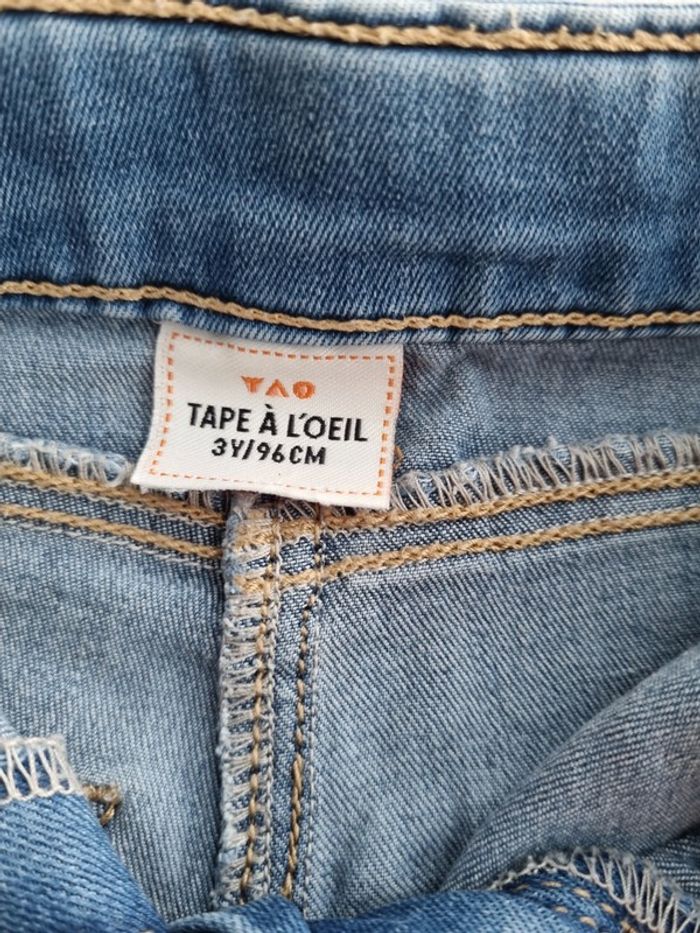 TAO
TAPE À L'OEIL
3Y/96CM